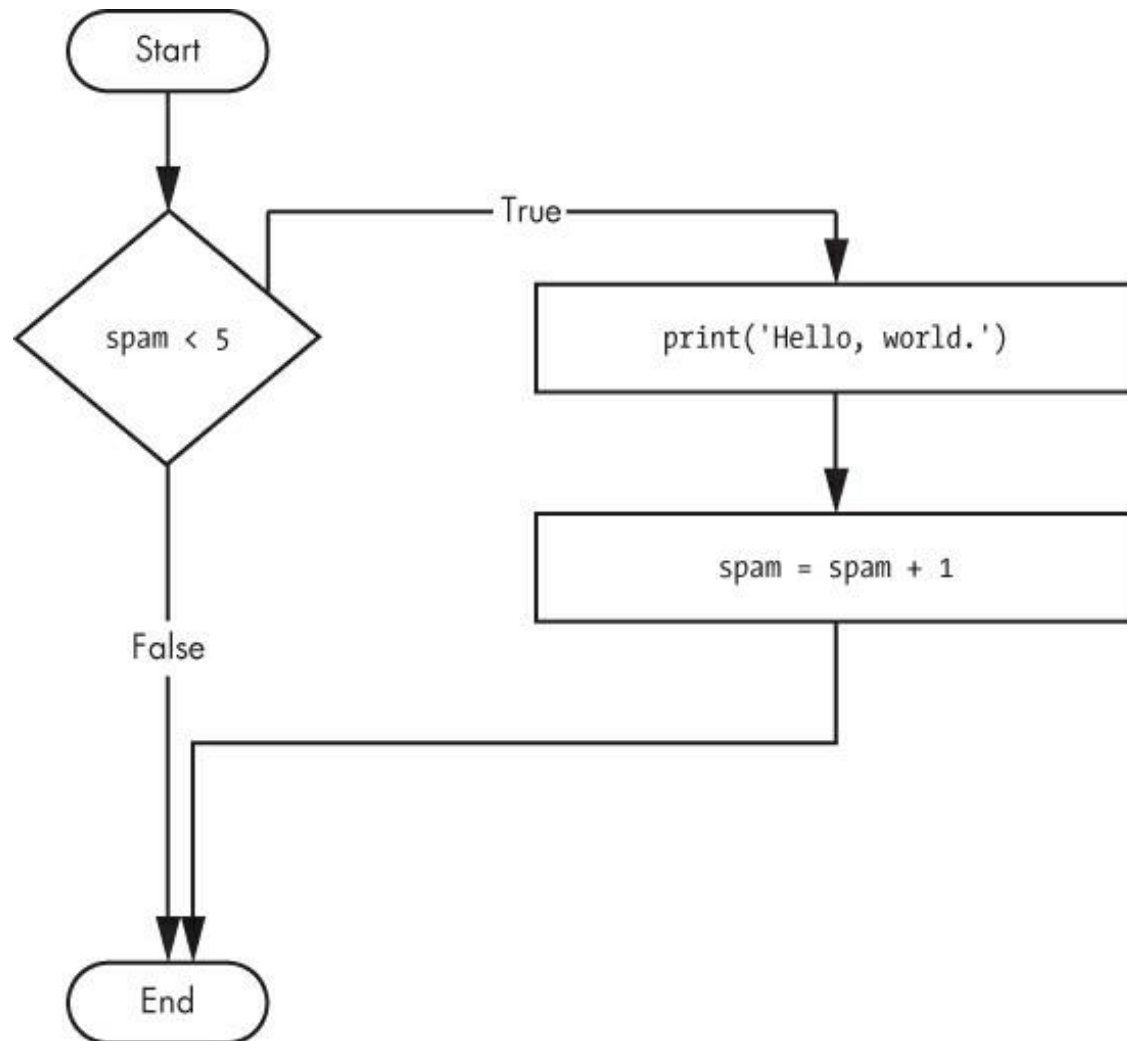 Start
True
spam < 5
print('Hello, world.')
spam = spam + 1
False
End